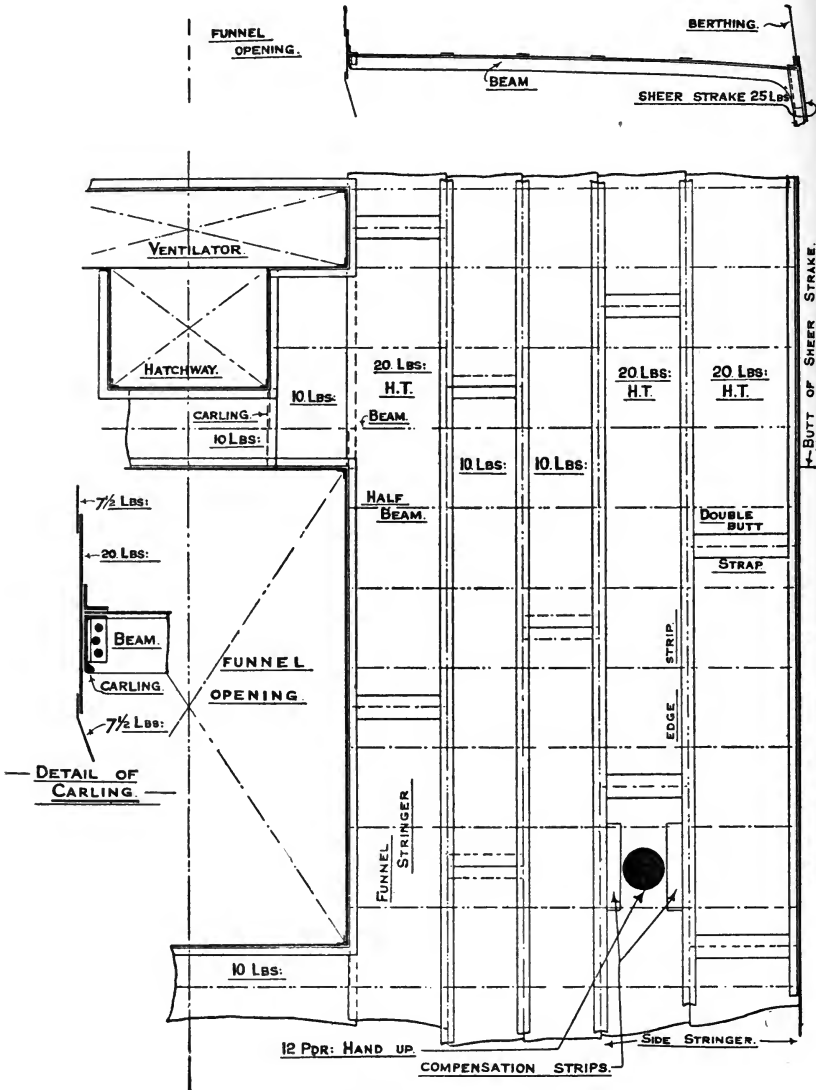 FUNNEL
OPENING.
BERTHING.
BEAM
SHEER STRAKE 25 LBS
VENTILATOR.
HATCHWAY.
CARLING.
10 LBS:
10 LBS:
20 LBS:
H.T.
BEAM.
10 LBS:
10 LBS:
20 LBS:
H.T.
20 LBS:
H.T.
BUTT OF SHEER STRAKE.
7½ LBS:
20 LBS:
BEAM.
CARLING.
7½ LBS:
DETAIL OF
CARLING.
FUNNEL
OPENING.
HALF
BEAM.
DOUBLE
BUTT
STRAP
EDGE STRIP.
FUNNEL
STRINGER
10 LBS:
12 PDR: HAND UP.
COMPENSATION STRIPS.
SIDE STRINGER.